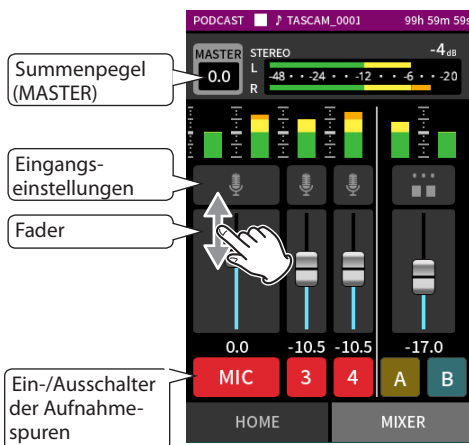 PODCAST ♪ TASCAM_0001 99h 59m 59s
MASTER STEREO -4dB
0.0
L
-48 · · -24 · · -12 · · -6 · · -20
R
Summenpegel
(MASTER)
Eingangs-
einstellungen
Fader
0.0 -10.5 -10.5 -17.0
Ein-/Ausschalter
der Aufnahme-
spuren
MIC 3 4 A B
HOME MIXER